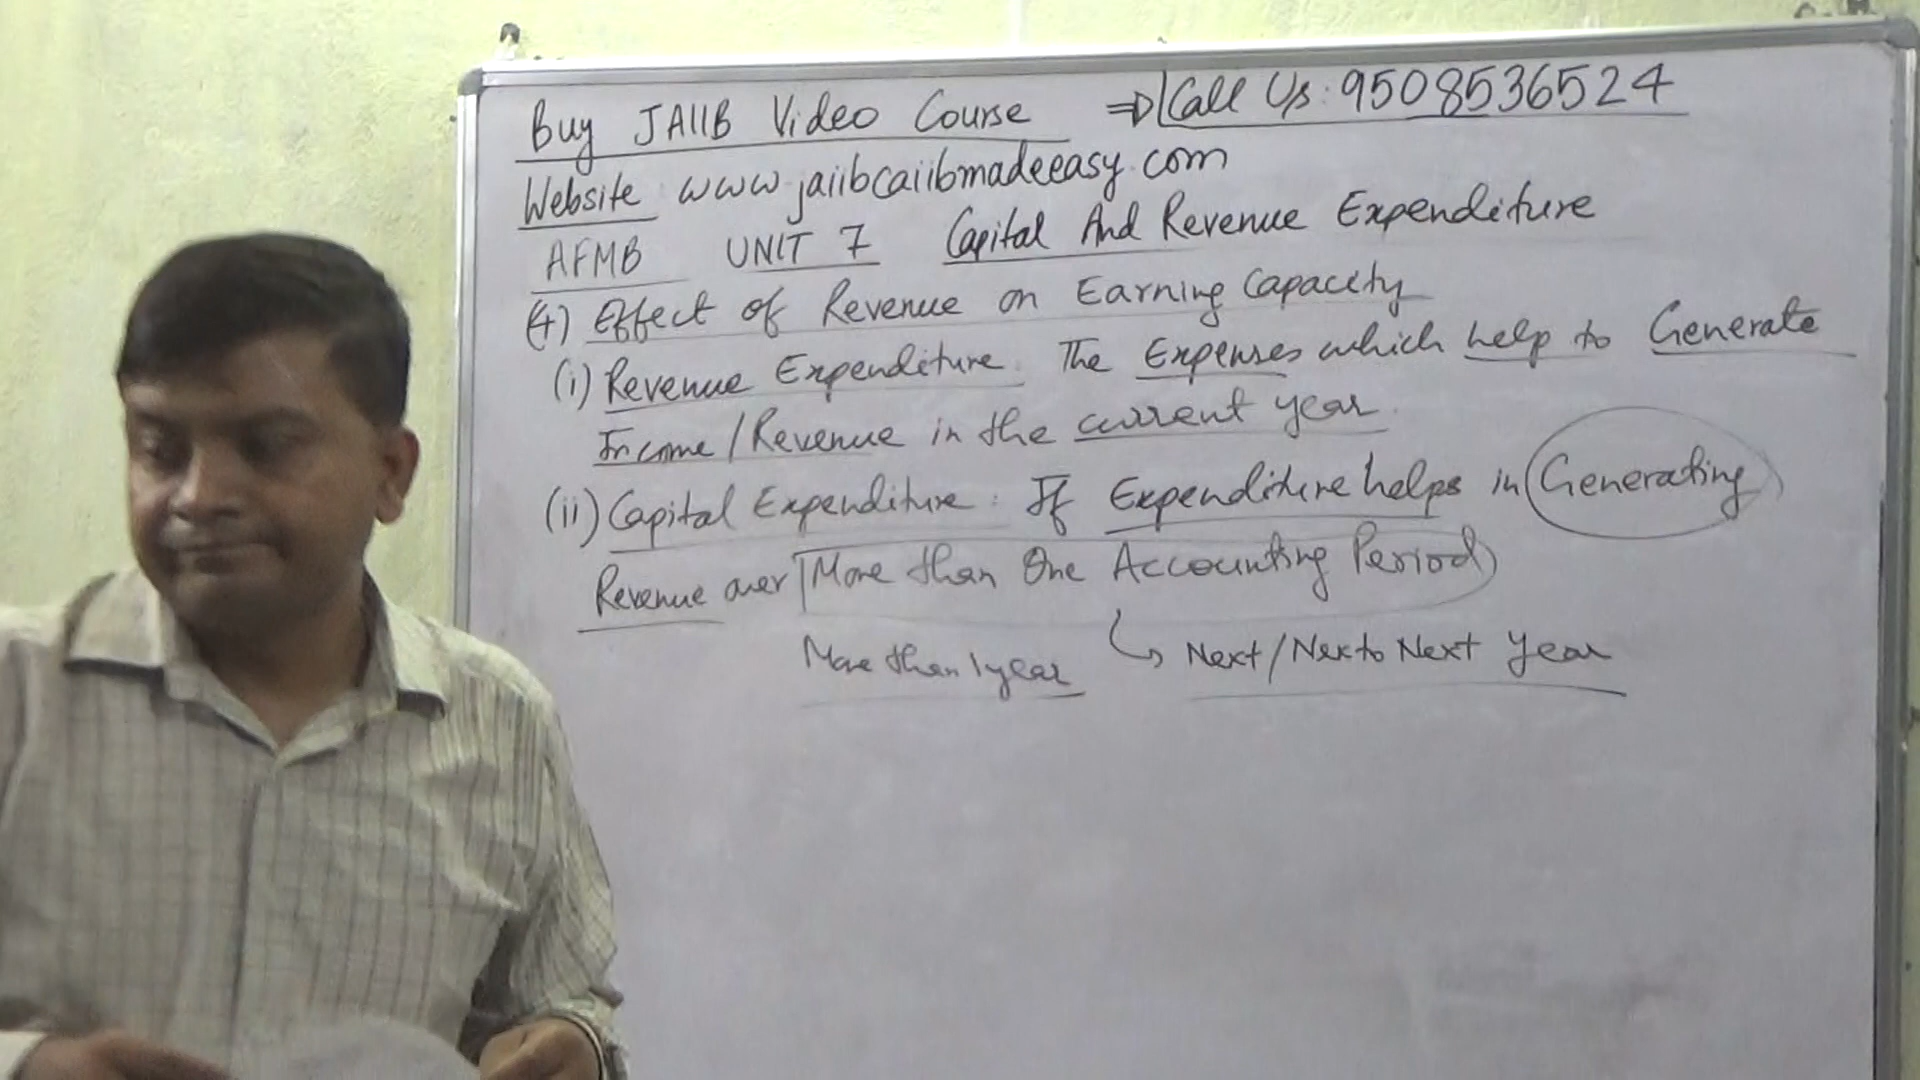 Buy JAIIB Video Course ⇒ Call Us: 9508536524
Website www.jaiibcaiibmadeeasy.com
AFMB UNIT 7 Capital And Revenue Expenditure
(4) Effect of Revenue on Earning Capacity
(i) Revenue Expenditure. The Expenses which help to Generate
Income/Revenue in the current year.
(ii) Capital Expenditure: If Expenditure helps in Generating
Revenue over More than One Accounting Period
More than 1 year ↳ Next/Nexto Next Year